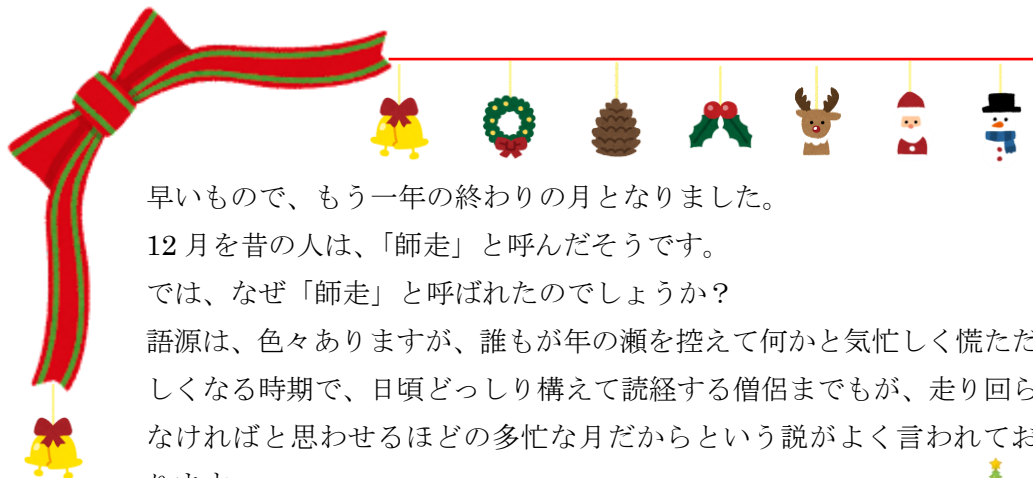 早いもので、もう一年の終わりの月となりました。
12月を昔の人は、「師走」と呼んだそうです。
では、なぜ「師走」と呼ばれたのでしょうか？
語源は、色々ありますが、誰もが年の瀬を控えて何かと気忙しく慌ただ
しくなる時期で、日頃どっしり構えて読経する僧侶までもが、走り回ら
なければと思わせるほどの多忙な月だからという説がよく言われてお